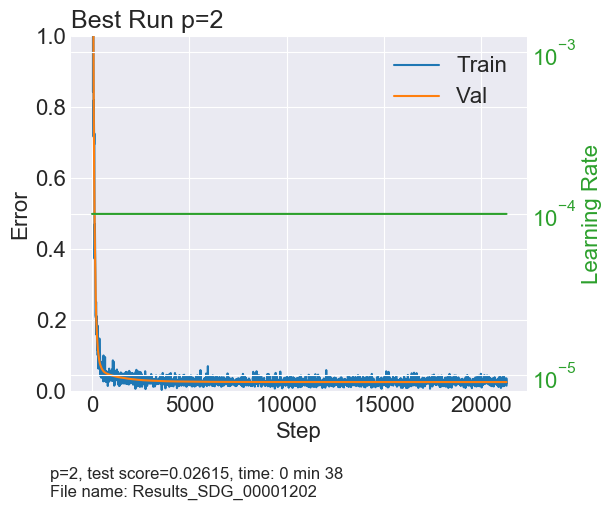 Best Run p=2
1.0
0.8
0.6
0.4
0.2
0.0
Error
Train
Val
10⁻³
10⁻⁴
10⁻⁵
Learning Rate
0 5000 10000 15000 20000
Step
p=2, test score=0.02615, time: 0 min 38
File name: Results_SDG_00001202